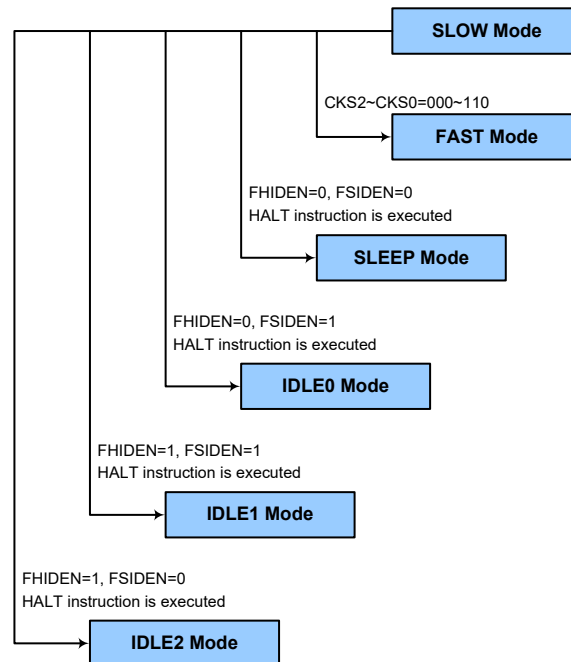 SLOW Mode
CKS2~CKS0=000~110
FAST Mode
FHIDEN=0, FSIDEN=0
HALT instruction is executed
SLEEP Mode
FHIDEN=0, FSIDEN=1
HALT instruction is executed
IDLE0 Mode
FHIDEN=1, FSIDEN=1
HALT instruction is executed
IDLE1 Mode
FHIDEN=1, FSIDEN=0
HALT instruction is executed
IDLE2 Mode